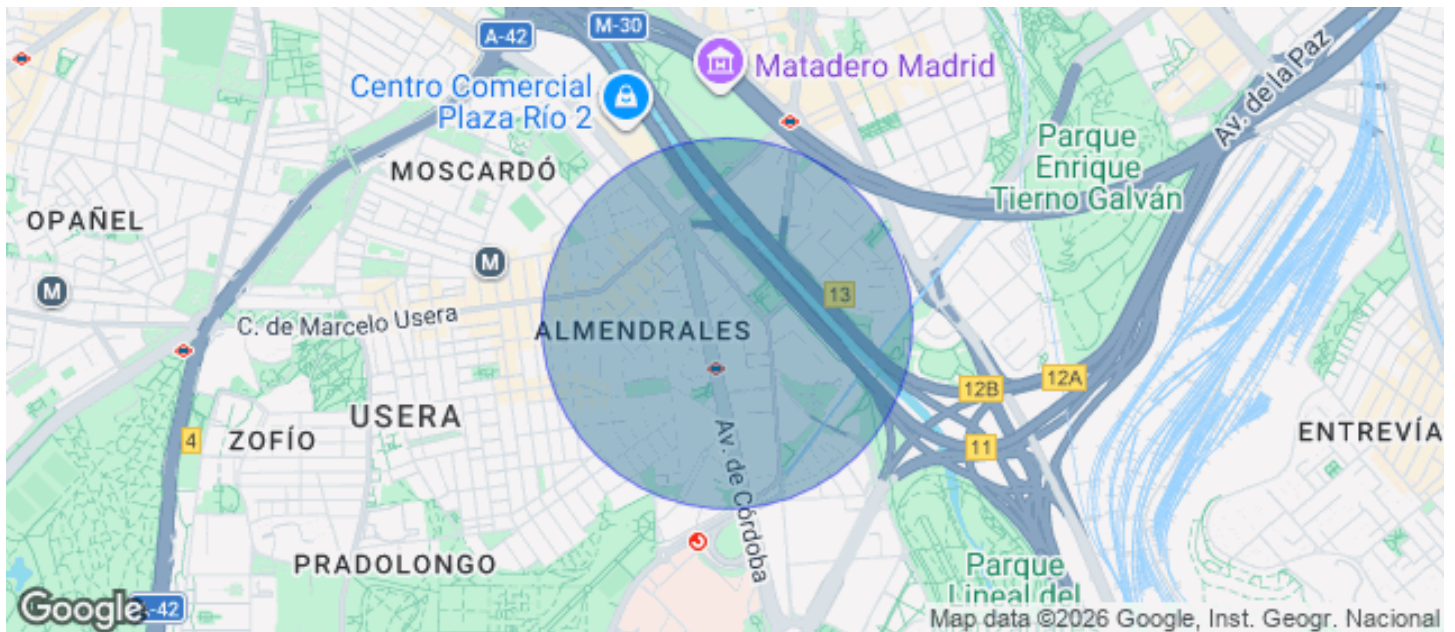 A-42
M-30
Matadero Madrid
Centro Comercial
Plaza Río 2
Av. de la Paz
Parque
Enrique
Tierno Galván
MOSCARDÓ
OPAÑEL
M
M
13
C. de Marcelo Usera
ALMENDRALES
12B
12A
USERA
4
ZOFÍO
11
ENTREVÍA
Av. de Córdoba
PRADOLONGO
Parque
Lineal del
Google
A-42
Map data ©2026 Google, Inst. Geogr. Nacional